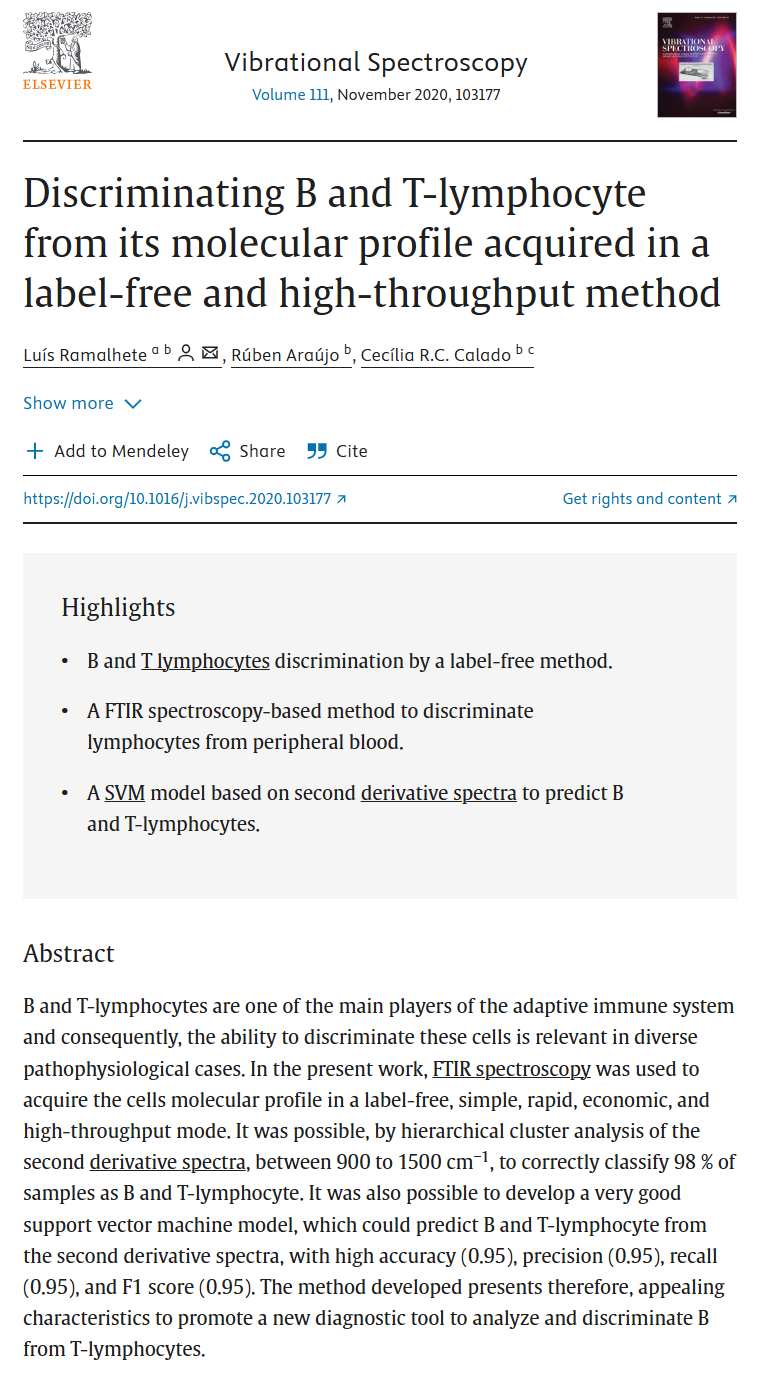 ELSEVIER
Vibrational Spectroscopy
Volume 111, November 2020, 103177
VIBRATIONAL
SPECTROSCOPY
Discriminating B and T-lymphocyte
from its molecular profile acquired in a
label-free and high-throughput method
Luís Ramalhete a b, Rúben Araújo b, Cecília R.C. Calado b c
Show more
Add to Mendeley Share Cite
https://doi.org/10.1016/j.vibspec.2020.103177 ↗ Get rights and content ↗
Highlights
• B and T lymphocytes discrimination by a label-free method.
• A FTIR spectroscopy-based method to discriminate
lymphocytes from peripheral blood.
• A SVM model based on second derivative spectra to predict B
and T-lymphocytes.
Abstract
B and T-lymphocytes are one of the main players of the adaptive immune system
and consequently, the ability to discriminate these cells is relevant in diverse
pathophysiological cases. In the present work, FTIR spectroscopy was used to
acquire the cells molecular profile in a label-free, simple, rapid, economic, and
high-throughput mode. It was possible, by hierarchical cluster analysis of the
second derivative spectra, between 900 to 1500 cm⁻¹, to correctly classify 98 % of
samples as B and T-lymphocyte. It was also possible to develop a very good
support vector machine model, which could predict B and T-lymphocyte from
the second derivative spectra, with high accuracy (0.95), precision (0.95), recall
(0.95), and F1 score (0.95). The method developed presents therefore, appealing
characteristics to promote a new diagnostic tool to analyze and discriminate B
from T-lymphocytes.